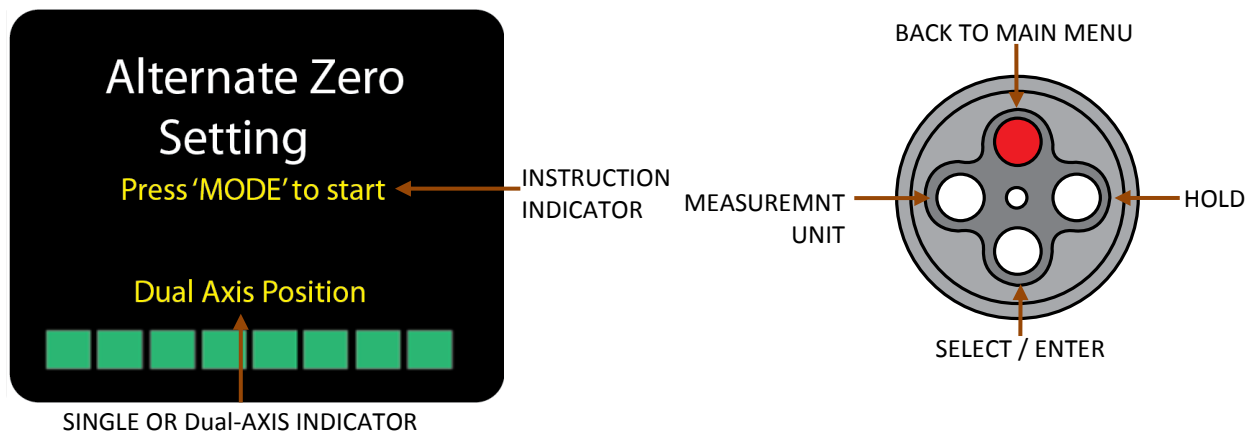 Alternate Zero
Setting
Press 'MODE' to start
INSTRUCTION
INDICATOR
Dual Axis Position
SINGLE OR Dual-AXIS INDICATOR
BACK TO MAIN MENU
MEASUREMNT
UNIT
HOLD
SELECT / ENTER